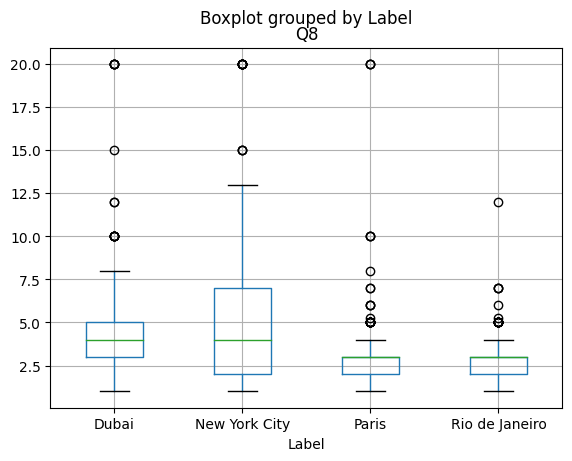 Boxplot grouped by Label
Q8
20.0
17.5
15.0
12.5
10.0
7.5
5.0
2.5
Dubai New York City Paris Rio de Janeiro
Label